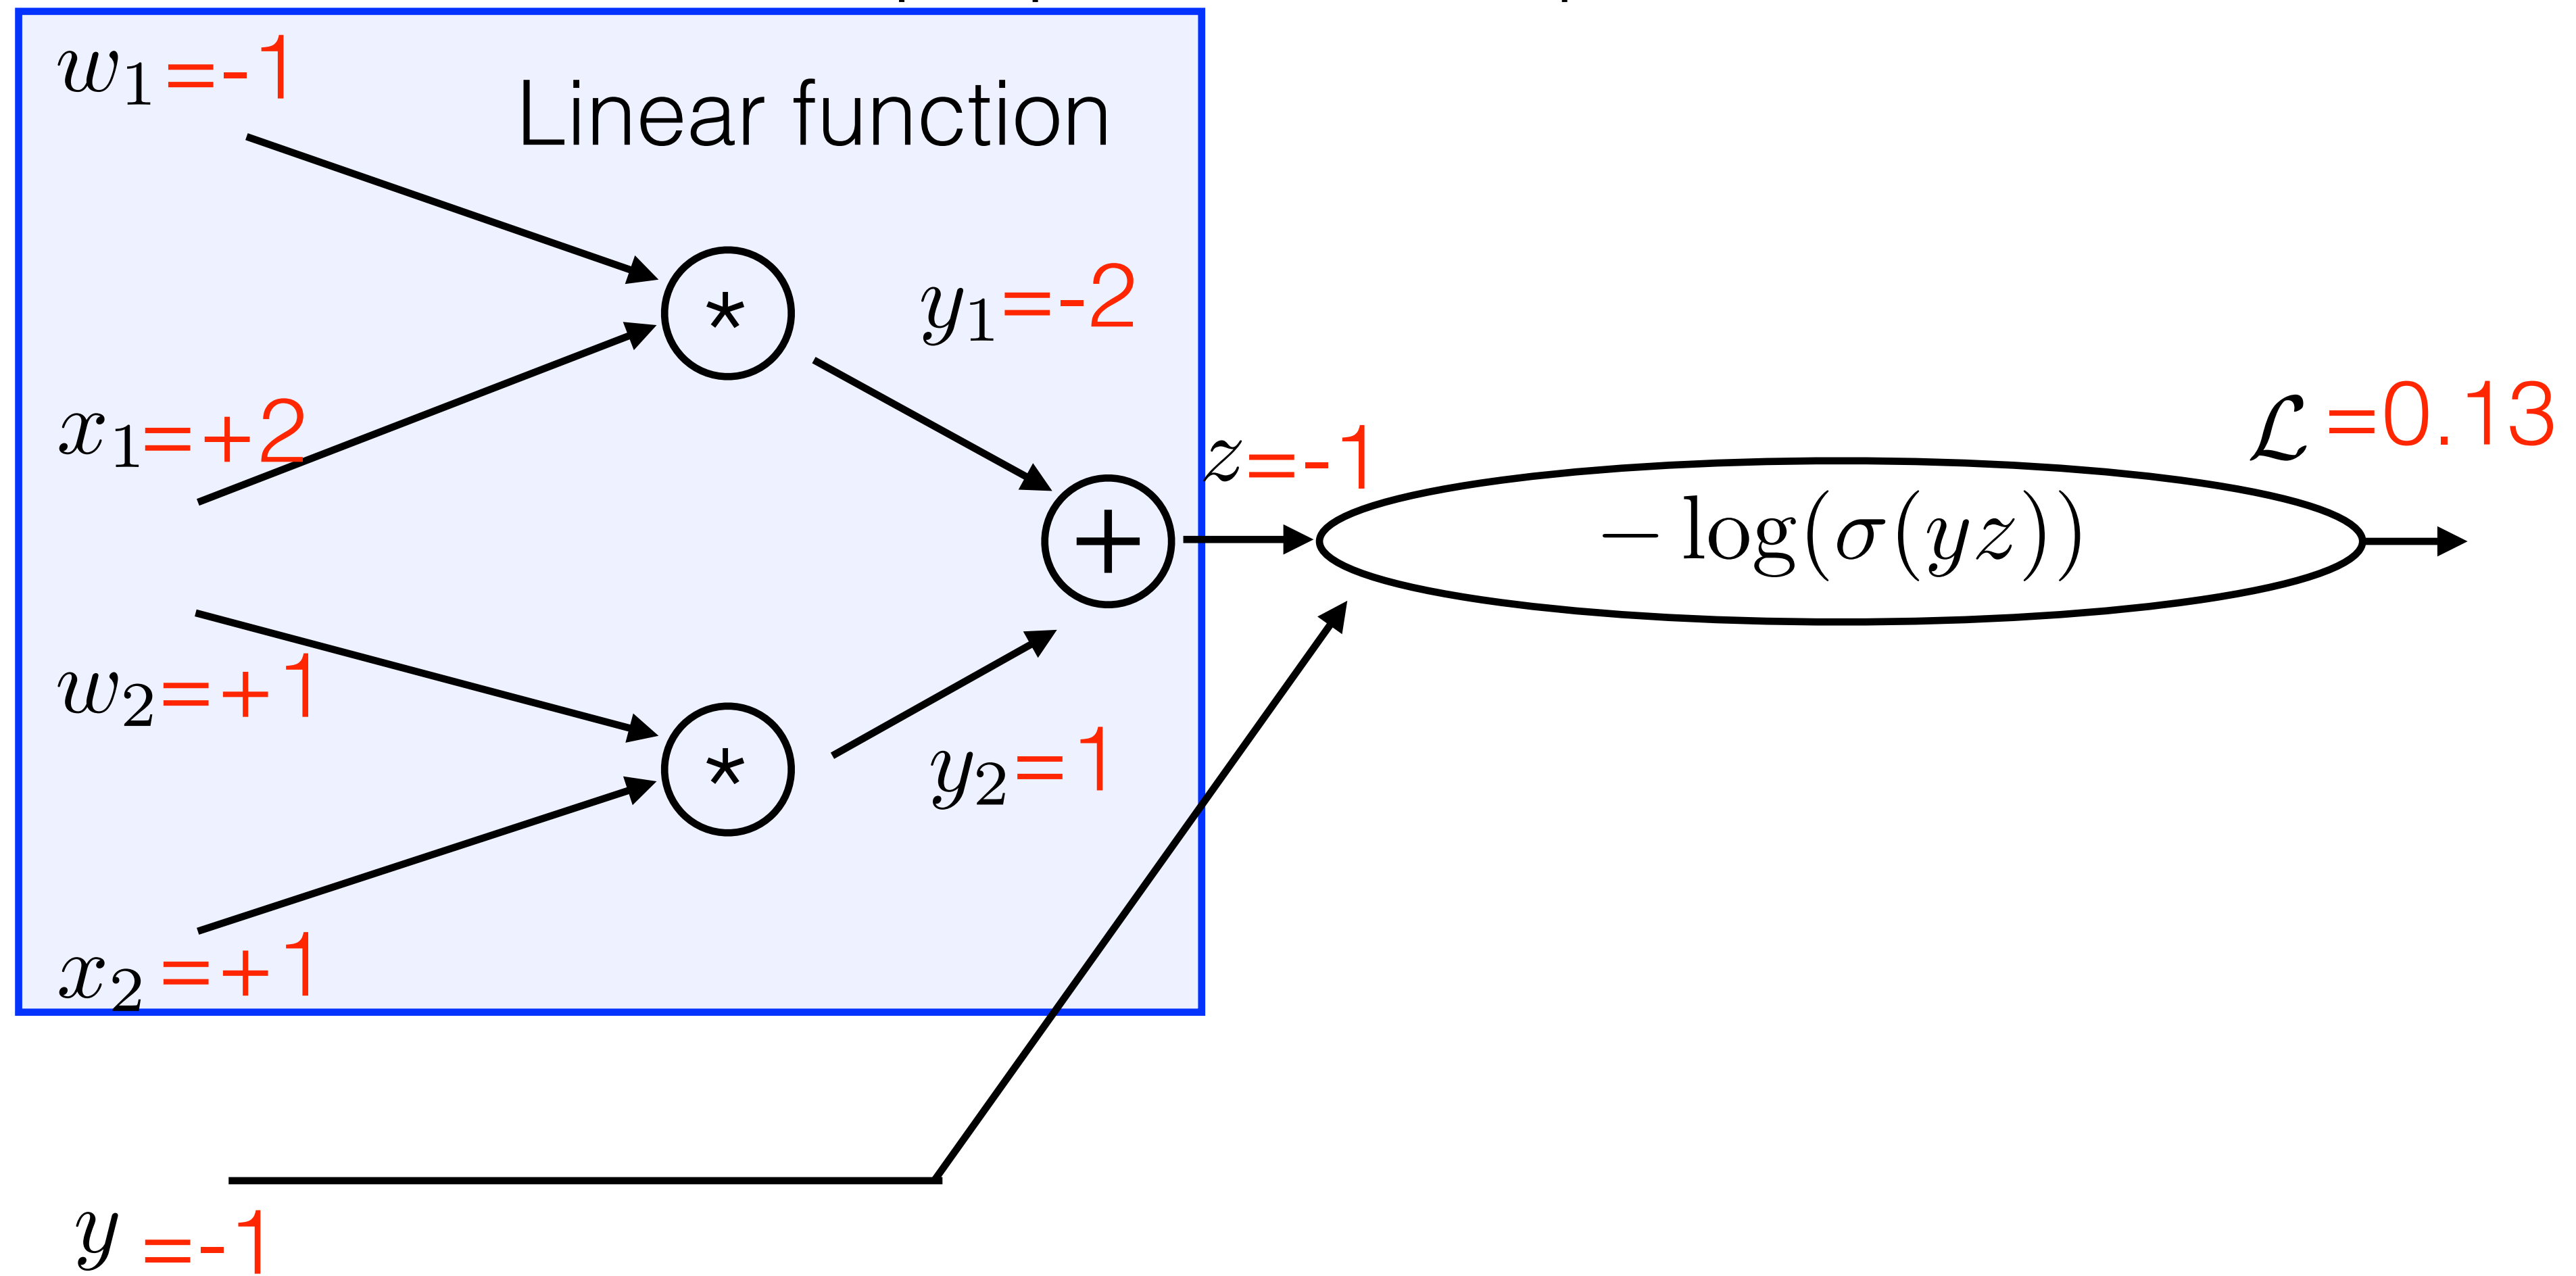 w₁ =-1
Linear function
*
y₁ =-2
x₁ =+2
z =-1
ℒ =0.13
+
− log(σ(yz))
w₂ =+1
*
y₂ =1
x₂ =+1
y =-1